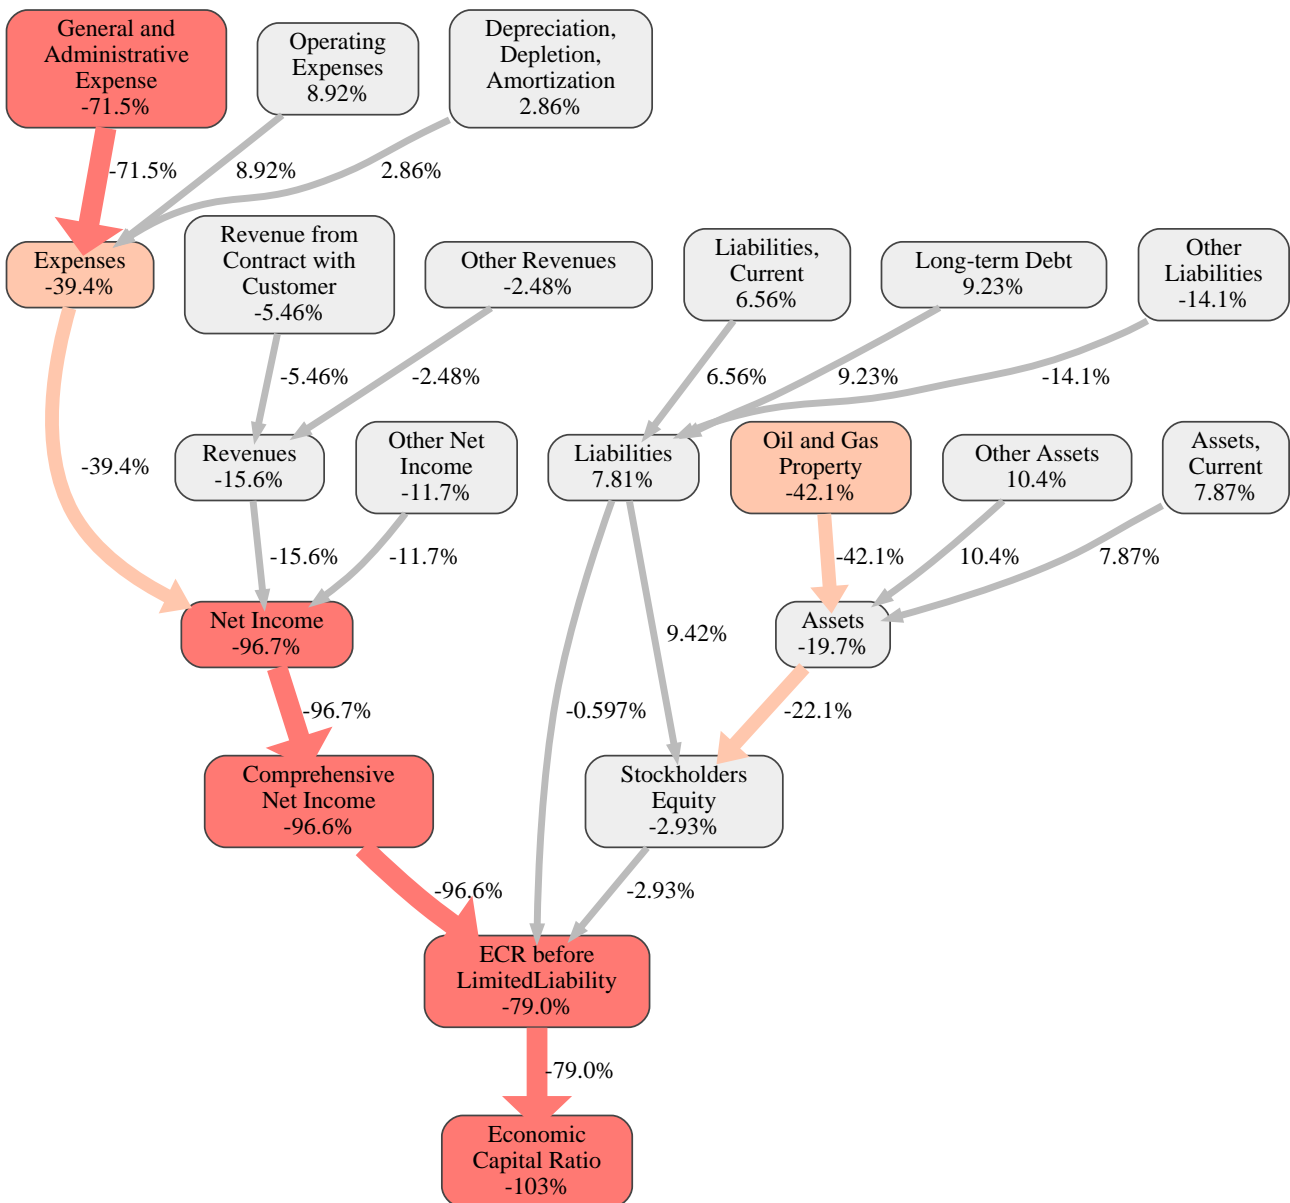 General and
Administrative
Expense
-71.5%
Operating
Expenses
8.92%
Depreciation,
Depletion,
Amortization
2.86%
-71.5%
8.92%
2.86%
Expenses
-39.4%
Revenue from
Contract with
Customer
-5.46%
Other Revenues
-2.48%
Liabilities,
Current
6.56%
Long-term Debt
9.23%
Other
Liabilities
-14.1%
-5.46%
-2.48%
6.56%
9.23%
-14.1%
-39.4%
Revenues
-15.6%
Other Net
Income
-11.7%
Liabilities
7.81%
Oil and Gas
Property
-42.1%
Other Assets
10.4%
Assets,
Current
7.87%
-15.6%
-11.7%
-42.1%
10.4%
7.87%
Net Income
-96.7%
9.42%
Assets
-19.7%
-96.7%
-0.597%
-22.1%
Comprehensive
Net Income
-96.6%
Stockholders
Equity
-2.93%
-96.6%
-2.93%
ECR before
LimitedLiability
-79.0%
-79.0%
Economic
Capital Ratio
-103%